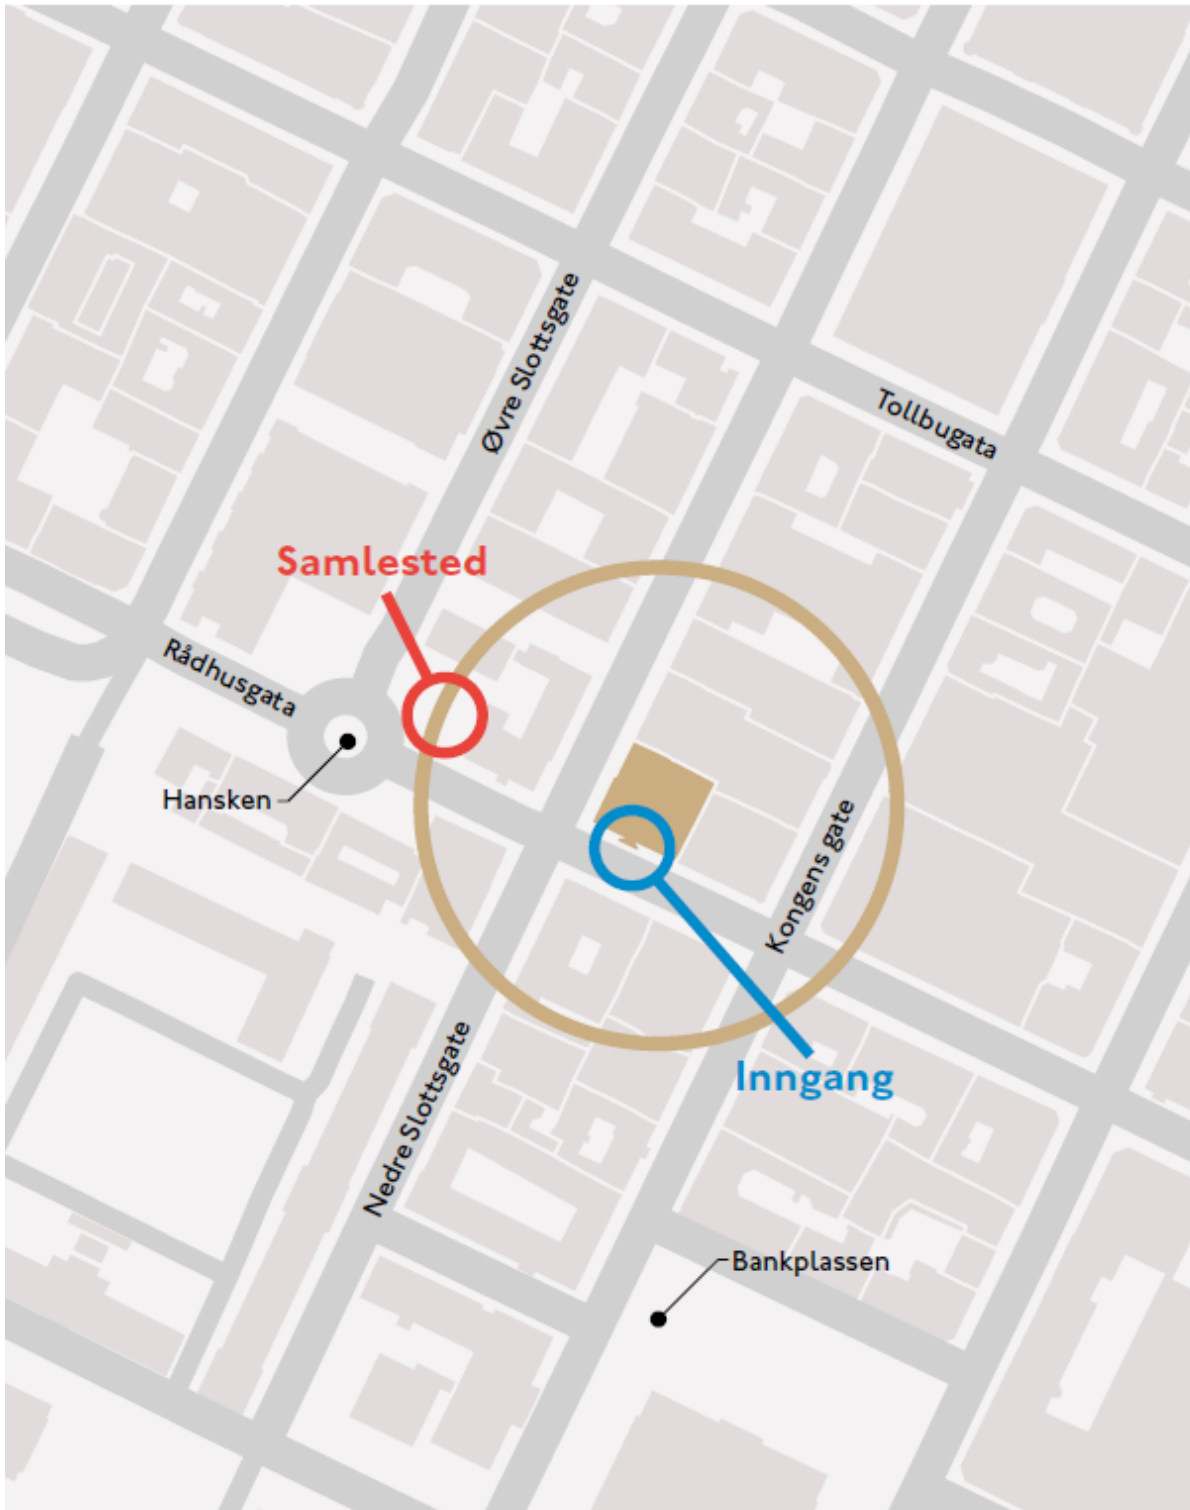 Øvre Slottsgate
Tollbugata
Samlested
Rådhusgata
Hansken
Kongens gate
Inngang
Nedre Slottsgate
Bankplassen